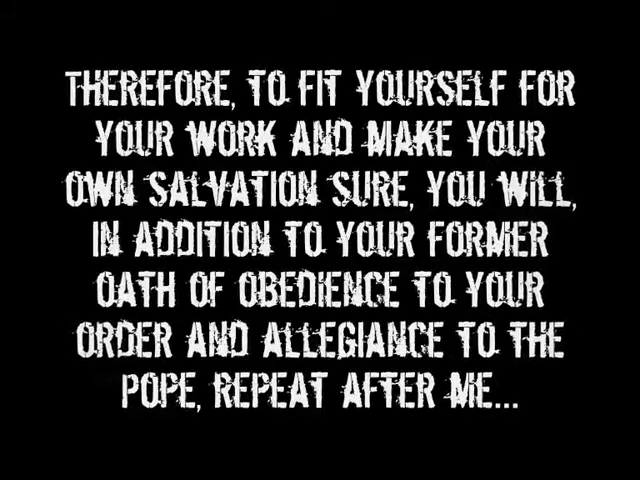 THEREFORE, TO FIT YOURSELF FOR
YOUR WORK AND MAKE YOUR
OWN SALVATION SURE, YOU WILL,
IN ADDITION TO YOUR FORMER
OATH OF OBEDIENCE TO YOUR
ORDER AND ALLEGIANCE TO THE
POPE, REPEAT AFTER ME...